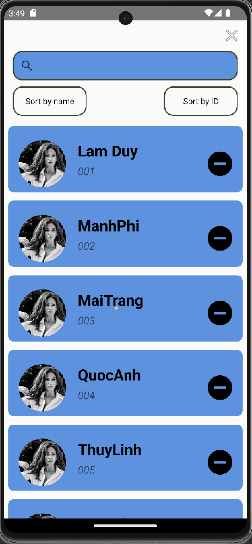 3:49
Sort by name
Sort by ID
Lam Duy
001
ManhPhi
002
MaiTrang
003
QuocAnh
004
ThuyLinh
005